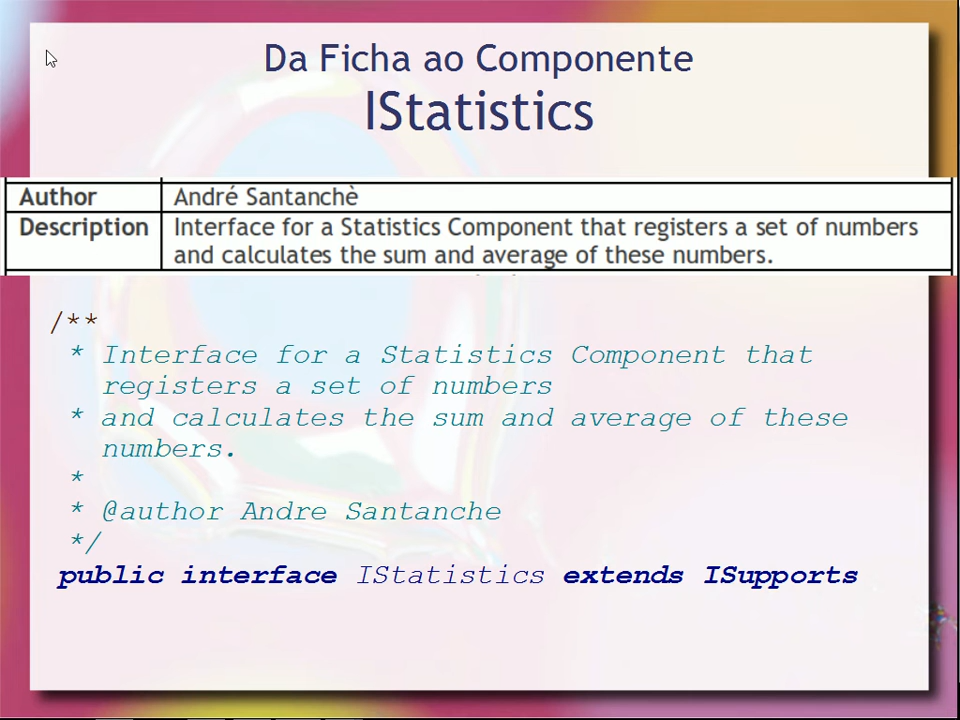 Da Ficha ao Componente
IStatistics
Author André Santanchè
Description Interface for a Statistics Component that registers a set of numbers
and calculates the sum and average of these numbers.
/**
* Interface for a Statistics Component that
registers a set of numbers
* and calculates the sum and average of these
numbers.
*
* @author Andre Santanche
*/
public interface IStatistics extends ISupports